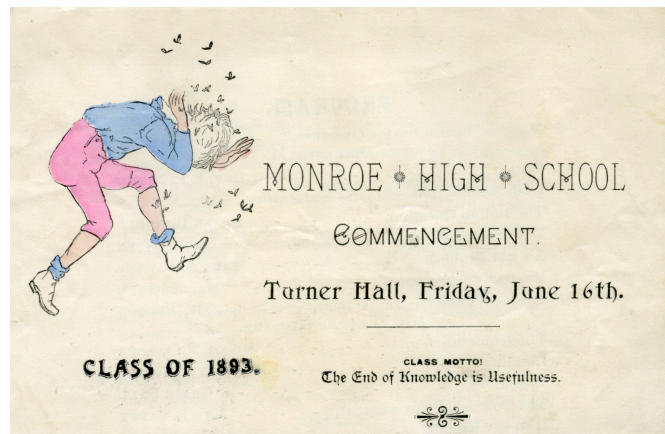 MONROE HIGH SCHOOL
COMMENCEMENT.
Turner Hall, Friday, June 16th.
CLASS OF 1893.
CLASS MOTTO!
The End of Knowledge is Usefulness.